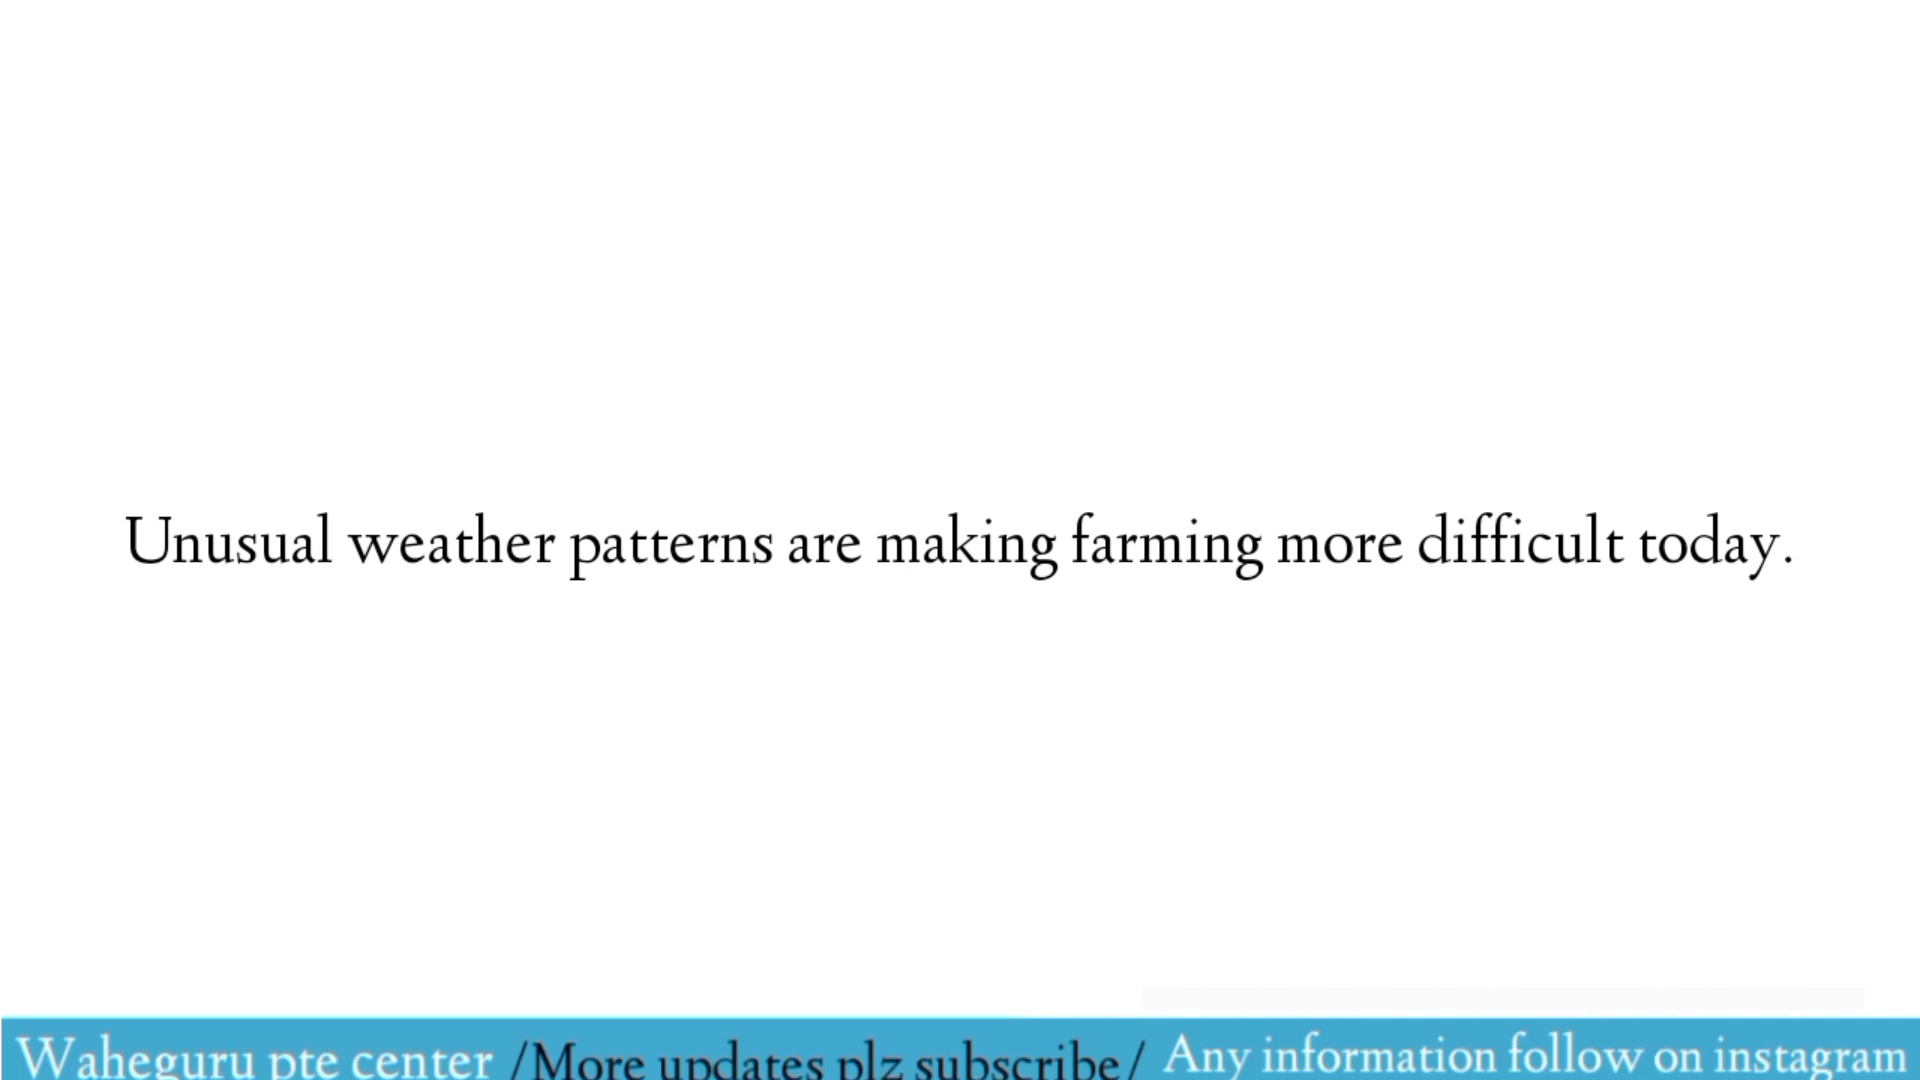 Unusual weather patterns are making farming more difficult today.
Waheguru pte center /More updates plz subscribe/ Any information follow on instagram